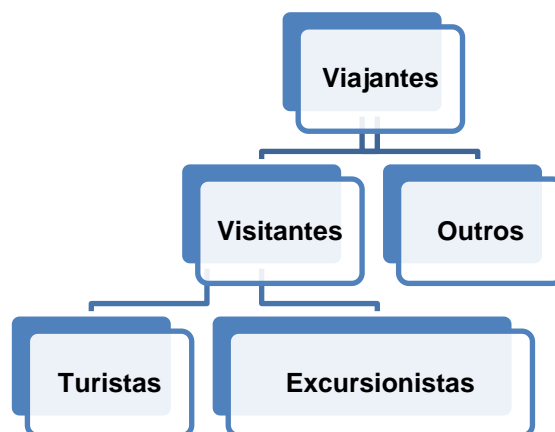 Viajantes
Visitantes
Outros
Turistas
Excursionistas